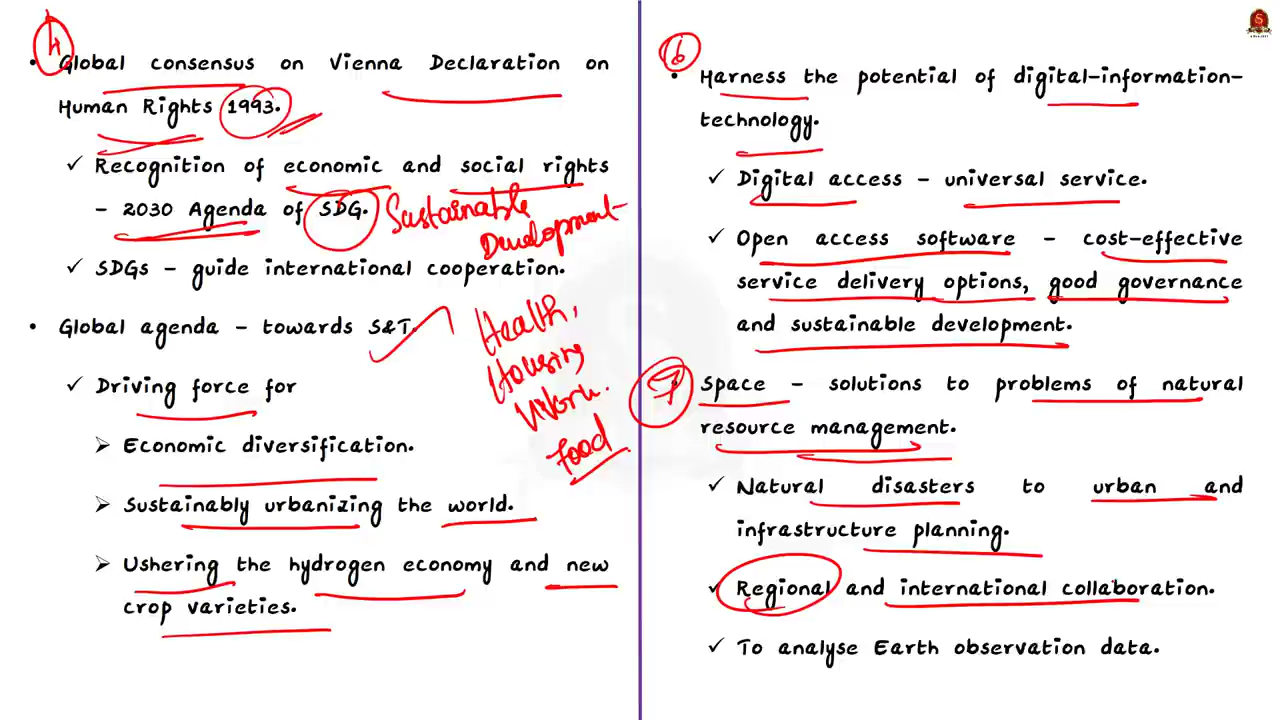 4
• Global consensus on Vienna Declaration on
Human Rights 1993.
✓ Recognition of economic and social rights
- 2030 Agenda of SDG.
Sustainable
Development
✓ SDGs - guide international cooperation.
• Global agenda - towards S&T.
Health,
Housing
Work.
Food
✓ Driving force for
➢ Economic diversification.
➢ Sustainably urbanizing the world.
➢ Ushering the hydrogen economy and new
crop varieties.
6
• Harness the potential of digital-information-
technology.
✓ Digital access - universal service.
✓ Open access software - cost-effective
service delivery options, good governance
and sustainable development.
7
Space - solutions to problems of natural
resource management.
✓ Natural disasters to urban and
infrastructure planning.
✓ Regional and international collaboration.
✓ To analyse Earth observation data.